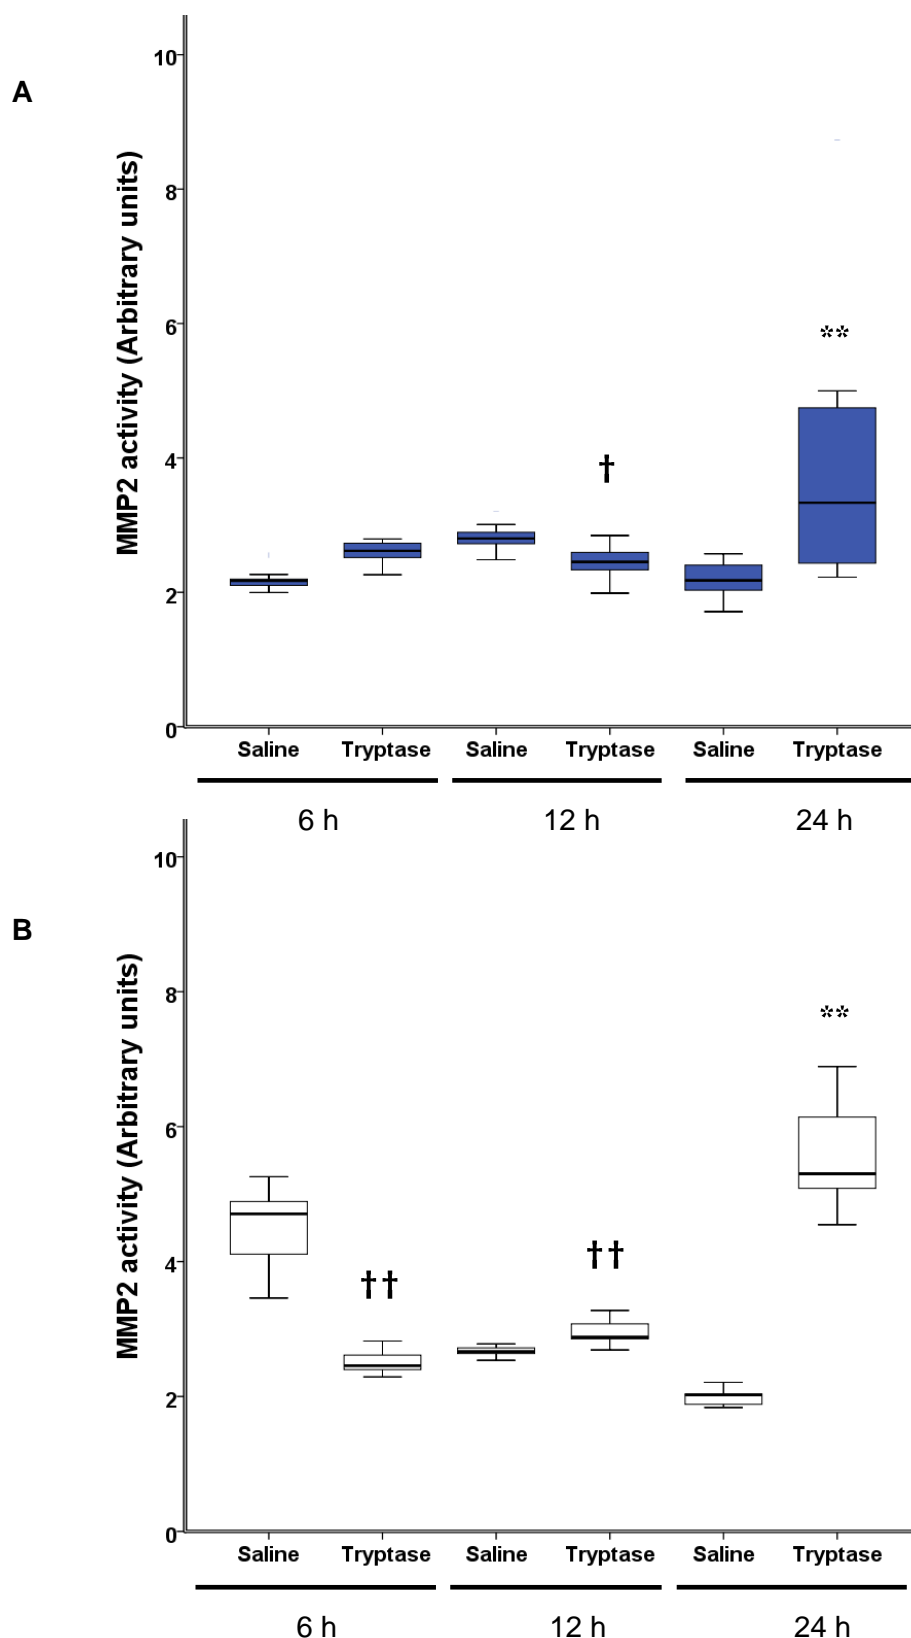 A
MMP2 activity (Arbitrary units)
10
8
6
4
2
0
**
†
Saline Tryptase Saline Tryptase Saline Tryptase
6 h 12 h 24 h
B
MMP2 activity (Arbitrary units)
10
8
6
4
2
0
**
††
††
Saline Tryptase Saline Tryptase Saline Tryptase
6 h 12 h 24 h